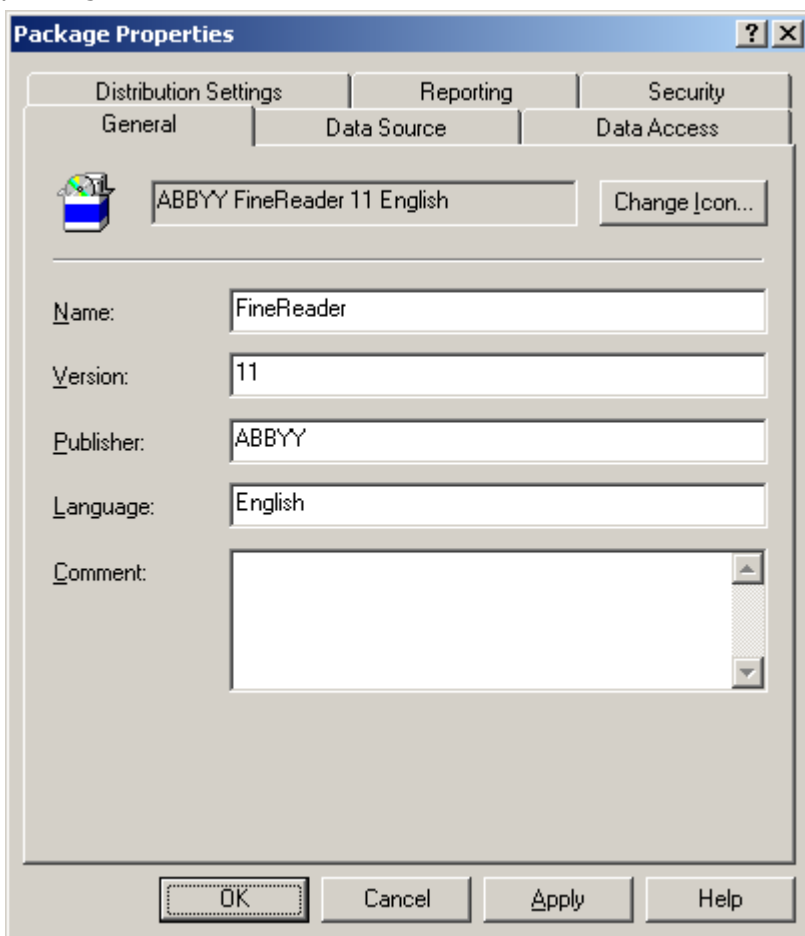 Package Properties
Distribution Settings Reporting Security
General Data Source Data Access
ABBYY FineReader 11 English Change Icon...
Name: FineReader
Version: 11
Publisher: ABBYY
Language: English
Comment:
OK Cancel Apply Help